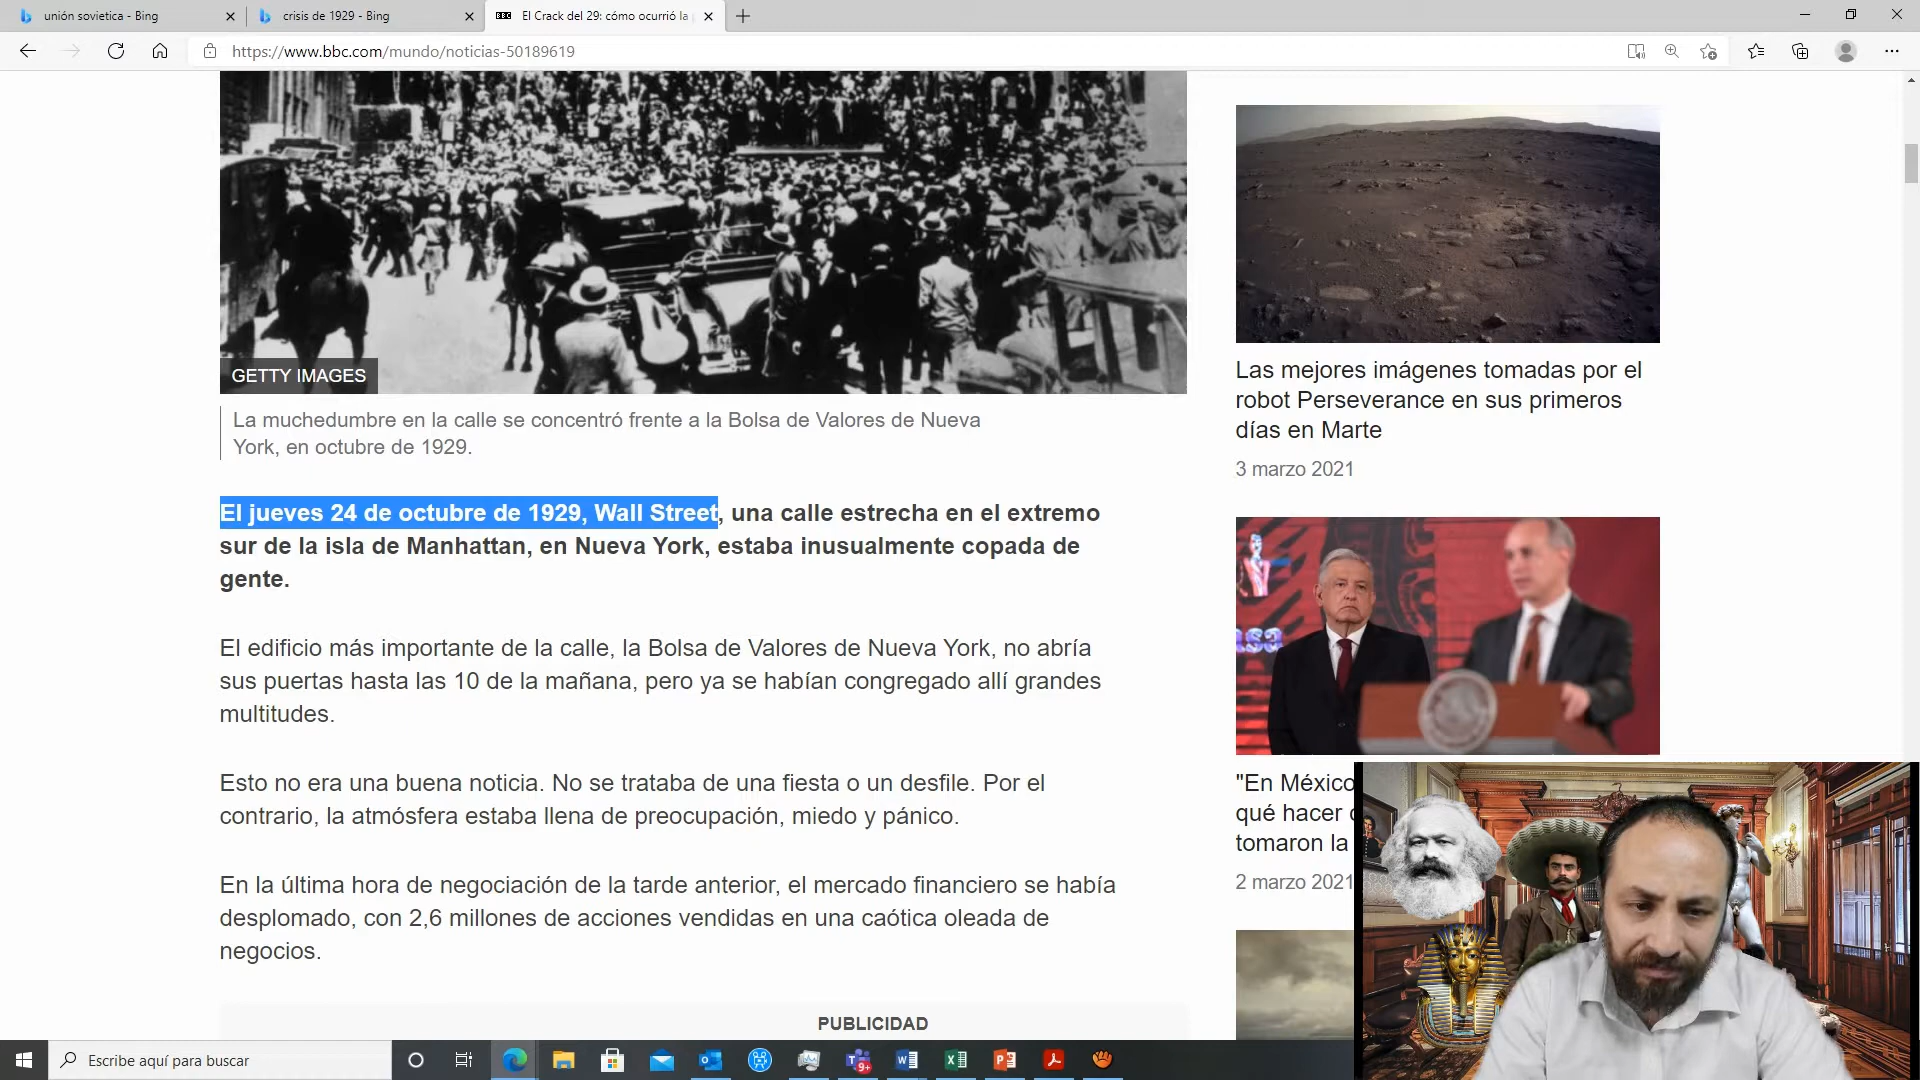 unión sovietica - Bing
crisis de 1929 - Bing
BBC
El Crack del 29: cómo ocurrió la
https://www.bbc.com/mundo/noticias-50189619
GETTY IMAGES
La muchedumbre en la calle se concentró frente a la Bolsa de Valores de Nueva
York, en octubre de 1929.
El jueves 24 de octubre de 1929, Wall Street, una calle estrecha en el extremo
sur de la isla de Manhattan, en Nueva York, estaba inusualmente copada de
gente.
El edificio más importante de la calle, la Bolsa de Valores de Nueva York, no abría
sus puertas hasta las 10 de la mañana, pero ya se habían congregado allí grandes
multitudes.
Esto no era una buena noticia. No se trataba de una fiesta o un desfile. Por el
contrario, la atmósfera estaba llena de preocupación, miedo y pánico.
En la última hora de negociación de la tarde anterior, el mercado financiero se había
desplomado, con 2,6 millones de acciones vendidas en una caótica oleada de
negocios.
PUBLICIDAD
Las mejores imágenes tomadas por el
robot Perseverance en sus primeros
días en Marte
3 marzo 2021
"En México
qué hacer
tomaron la
2 marzo 2021
Escribe aquí para buscar
9+